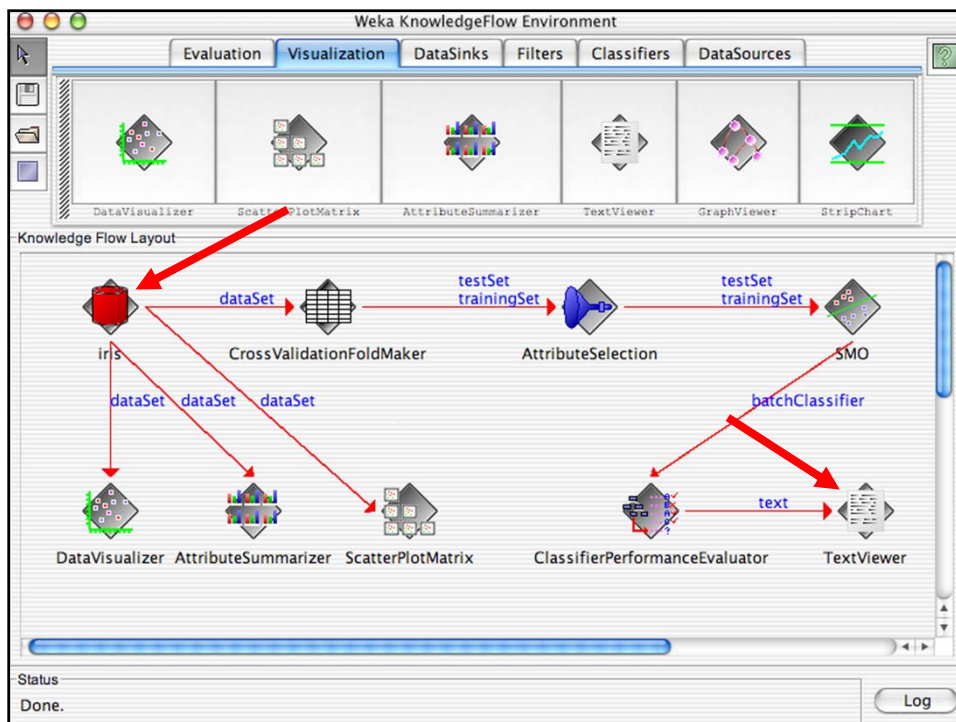 Weka KnowledgeFlow Environment
Evaluation Visualization DataSinks Filters Classifiers DataSources
DataVisualizer ScatterPlotMatrix AttributeSummarizer TextViewer GraphViewer StripChart
Knowledge Flow Layout
testSet testSet
dataSet trainingSet trainingSet
iris CrossValidationFoldMaker AttributeSelection SMO
dataSet dataSet dataSet batchClassifier
text
DataVisualizer AttributeSummarizer ScatterPlotMatrix ClassifierPerformanceEvaluator TextViewer
Status
Done.
Log